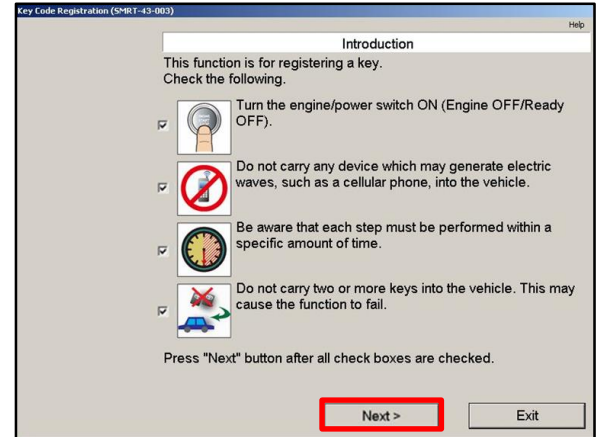 Key Code Registration (SMRT-43-003)
Help
Introduction
This function is for registering a key.
Check the following.
Turn the engine/power switch ON (Engine OFF/Ready
OFF).
Do not carry any device which may generate electric
waves, such as a cellular phone, into the vehicle.
Be aware that each step must be performed within a
specific amount of time.
Do not carry two or more keys into the vehicle. This may
cause the function to fail.
Press "Next" button after all check boxes are checked.
Next >
Exit